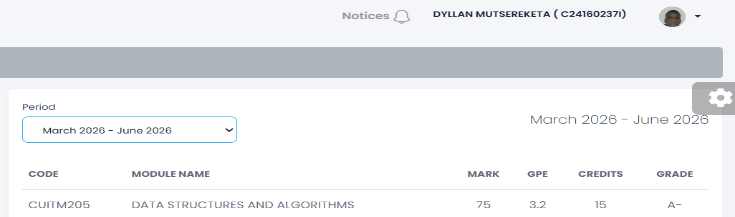 Notices DYLLAN MUTSEREKETA ( C24160237I)
Period
March 2026 - June 2026
March 2026 - June 2026
CODE MODULE NAME MARK GPE CREDITS GRADE
CUITM205 DATA STRUCTURES AND ALGORITHMS 75 3.2 15 A-